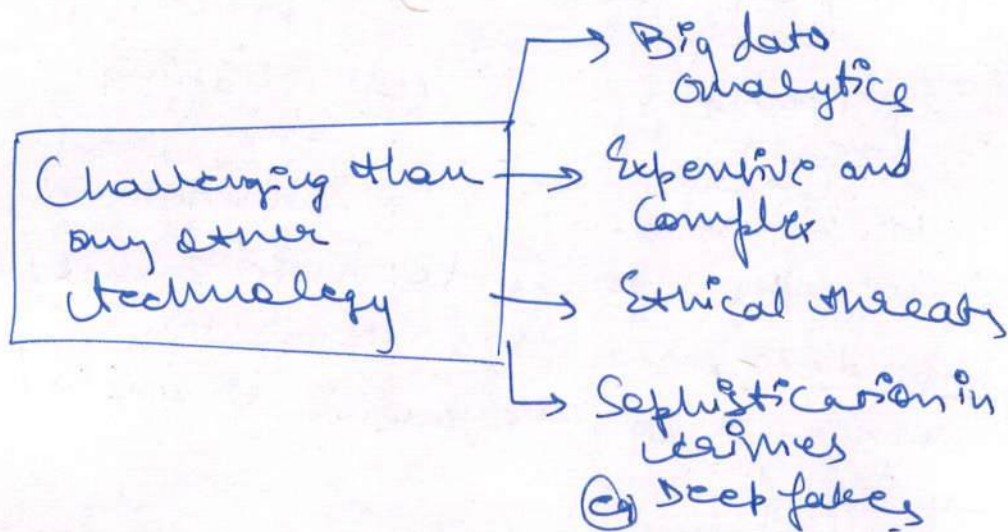 Challenging than
any other
technology
Big data
analytics
Expensive and
Complex
Ethical threats
Sophistication in
crimes
eg Deep fakes